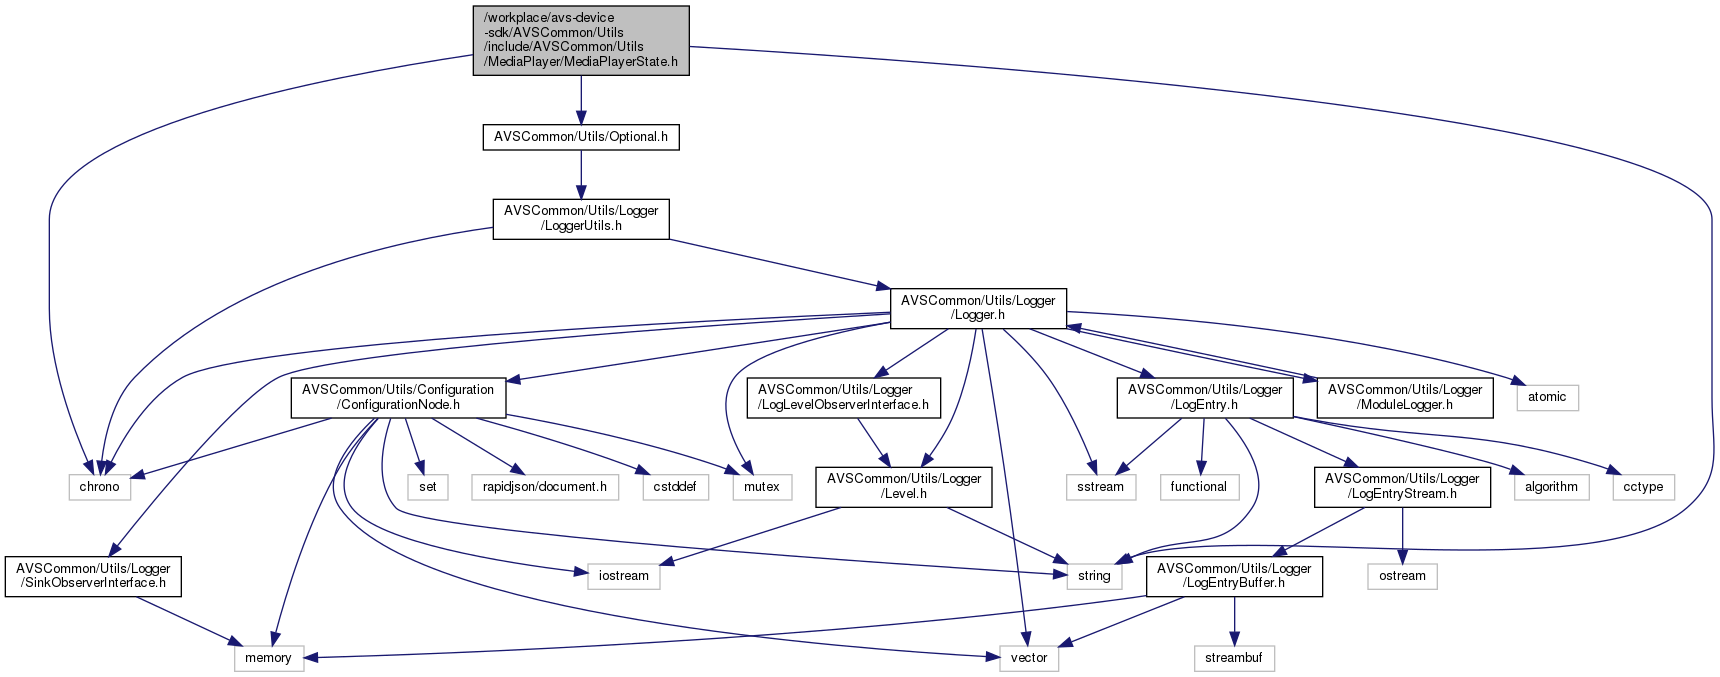 /workplace/avs-device
-sdk/AVSCommon/Utils
/include/AVSCommon/Utils
/MediaPlayer/MediaPlayerState.h
AVSCommon/Utils/Optional.h
AVSCommon/Utils/Logger
/LoggerUtils.h
AVSCommon/Utils/Logger
/Logger.h
AVSCommon/Utils/Configuration
/ConfigurationNode.h
AVSCommon/Utils/Logger
/LogLevelObserverInterface.h
AVSCommon/Utils/Logger
/LogEntry.h
AVSCommon/Utils/Logger
/ModuleLogger.h
atomic
chrono
set
rapidjson/document.h
cstddef
mutex
AVSCommon/Utils/Logger
/Level.h
sstream
functional
AVSCommon/Utils/Logger
/LogEntryStream.h
algorithm
cctype
AVSCommon/Utils/Logger
/SinkObserverInterface.h
iostream
string
AVSCommon/Utils/Logger
/LogEntryBuffer.h
ostream
memory
vector
streambuf